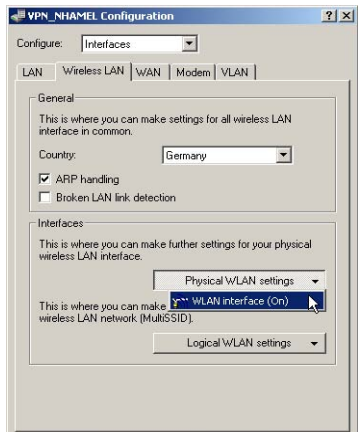 VPN_NHAMEL Configuration
Configure: Interfaces
LAN Wireless LAN WAN Modem VLAN
General
This is where you can make settings for all wireless LAN
interface in common.
Country: Germany
ARP handling
Broken LAN link detection
Interfaces
This is where you can make further settings for your physical
wireless LAN interface.
Physical WLAN settings
WLAN interface (On)
This is where you can make
wireless LAN network (MultiSSID).
Logical WLAN settings